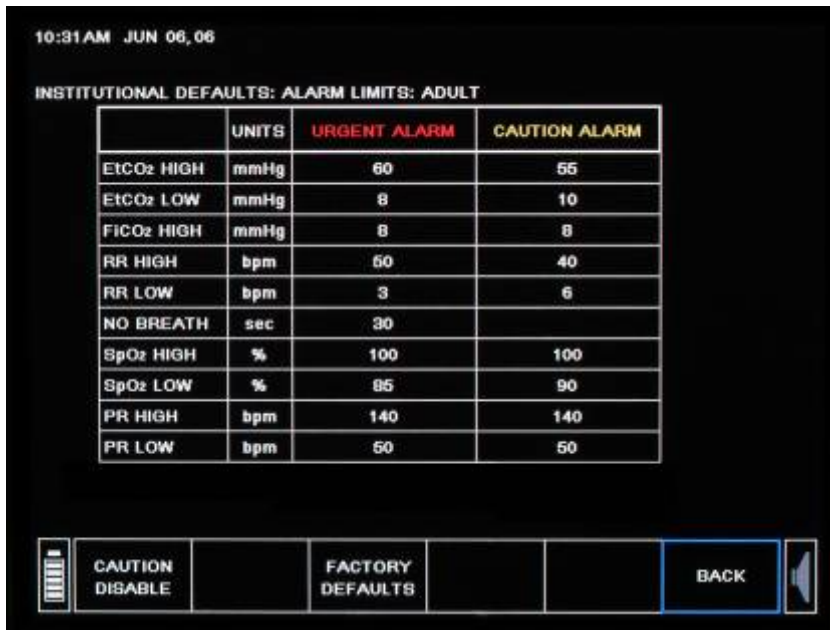 10:31AM JUN 06,06
INSTITUTIONAL DEFAULTS: ALARM LIMITS: ADULT
UNITS URGENT ALARM CAUTION ALARM
EtCO₂ HIGH mmHg 60 55
EtCO₂ LOW mmHg 8 10
FiCO₂ HIGH mmHg 8 8
RR HIGH bpm 50 40
RR LOW bpm 3 6
NO BREATH sec 30
SpO₂ HIGH % 100 100
SpO₂ LOW % 85 90
PR HIGH bpm 140 140
PR LOW bpm 50 50
CAUTION DISABLE FACTORY DEFAULTS BACK